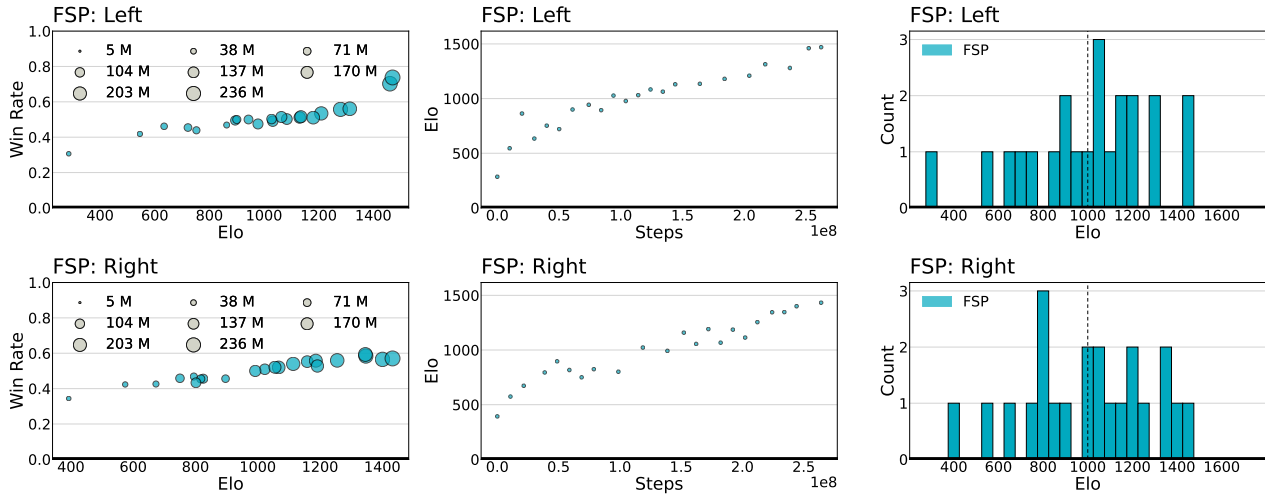 FSP: Left
1.0
0.8
0.6
0.4
0.2
0.0
Win Rate
5 M 38 M 71 M
104 M 137 M 170 M
203 M 236 M
400 600 800 1000 1200 1400
Elo
FSP: Left
1500
1000
500
0
Elo
0.0 0.5 1.0 1.5 2.0 2.5
1e8
Steps
FSP: Left
3
2
1
0
Count
FSP
400 600 800 1000 1200 1400 1600
Elo
FSP: Right
1.0
0.8
0.6
0.4
0.2
0.0
Win Rate
5 M 38 M 71 M
104 M 137 M 170 M
203 M 236 M
400 600 800 1000 1200 1400
Elo
FSP: Right
1500
1000
500
0
Elo
0.0 0.5 1.0 1.5 2.0 2.5
1e8
Steps
FSP: Right
3
2
1
0
Count
FSP
400 600 800 1000 1200 1400 1600
Elo